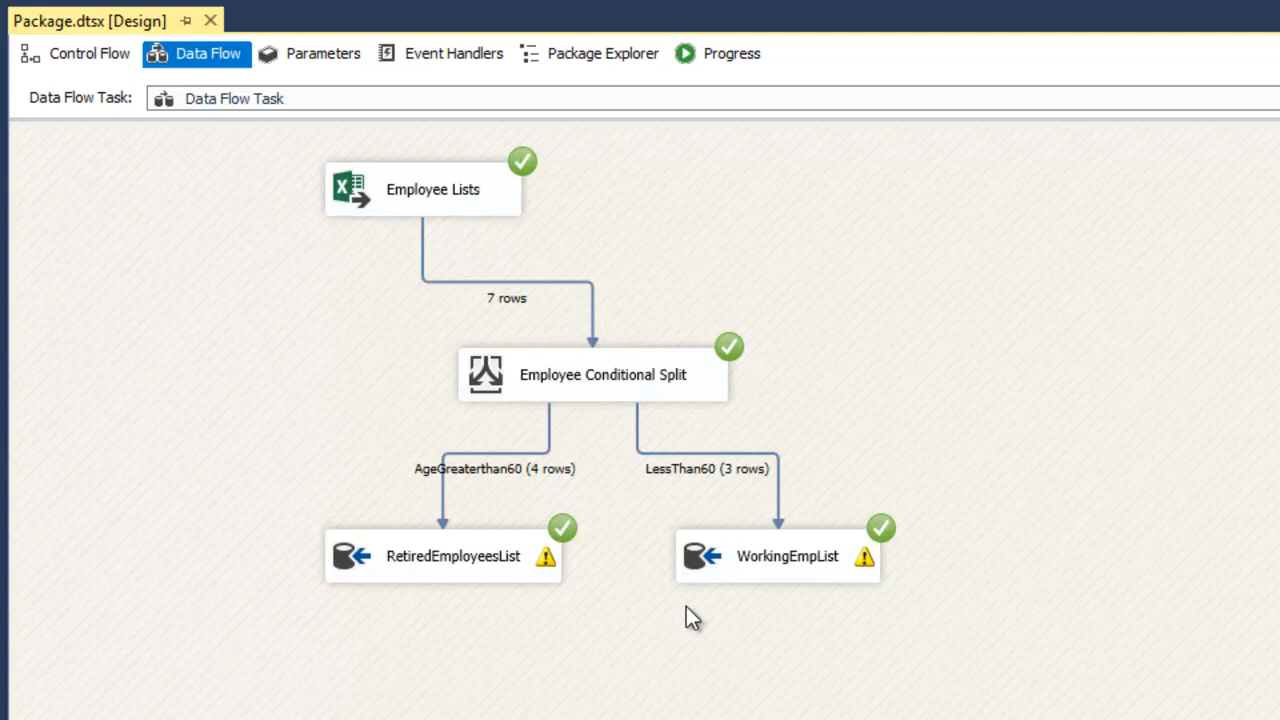 Package.dtsx [Design]
Control Flow Data Flow Parameters Event Handlers Package Explorer Progress
Data Flow Task: Data Flow Task
Employee Lists
7 rows
Employee Conditional Split
AgeGreaterthan60 (4 rows) LessThan60 (3 rows)
RetiredEmployeesList WorkingEmpList